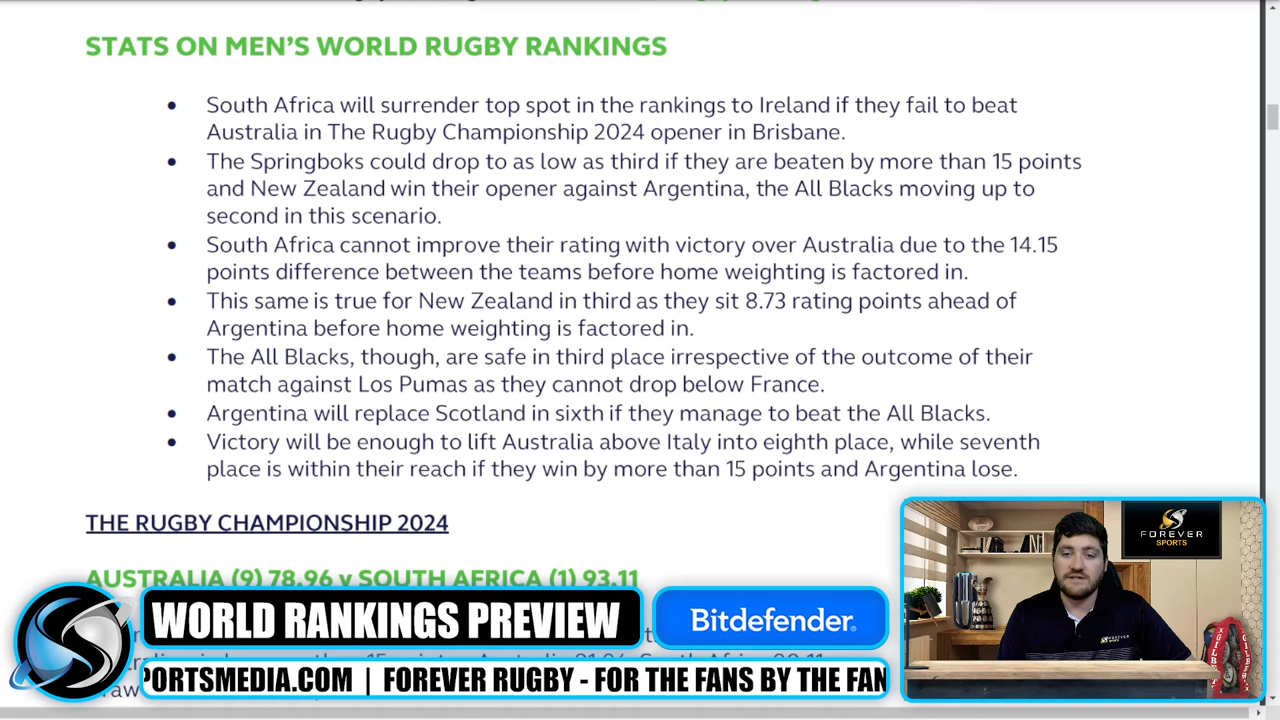 STATS ON MEN'S WORLD RUGBY RANKINGS
• South Africa will surrender top spot in the rankings to Ireland if they fail to beat
Australia in The Rugby Championship 2024 opener in Brisbane.
• The Springboks could drop to as low as third if they are beaten by more than 15 points
and New Zealand win their opener against Argentina, the All Blacks moving up to
second in this scenario.
• South Africa cannot improve their rating with victory over Australia due to the 14.15
points difference between the teams before home weighting is factored in.
• This same is true for New Zealand in third as they sit 8.73 rating points ahead of
Argentina before home weighting is factored in.
• The All Blacks, though, are safe in third place irrespective of the outcome of their
match against Los Pumas as they cannot drop below France.
• Argentina will replace Scotland in sixth if they manage to beat the All Blacks.
• Victory will be enough to lift Australia above Italy into eighth place, while seventh
place is within their reach if they win by more than 15 points and Argentina lose.
THE RUGBY CHAMPIONSHIP 2024
AUSTRALIA (9) 78.96 v SOUTH AFRICA (1) 93.11
FOREVER
SPORTS
WORLD RANKINGS PREVIEW
Bitdefender.
PORTSMEDIA.COM | FOREVER RUGBY - FOR THE FANS BY THE FAN